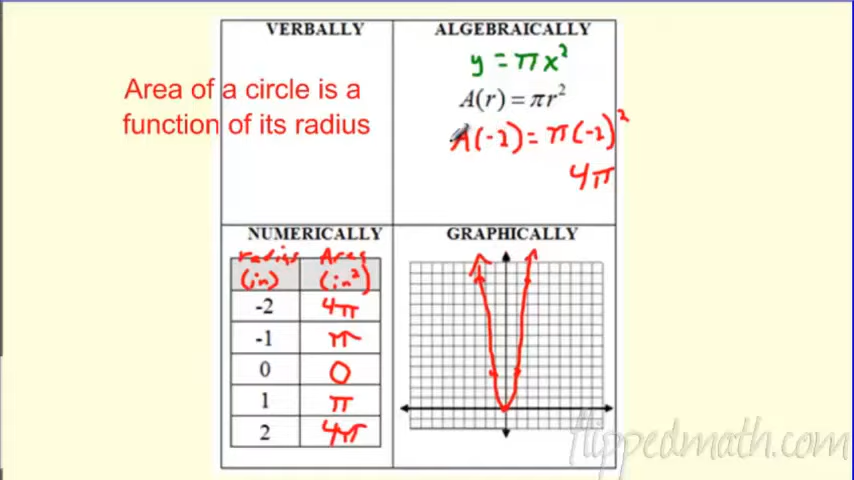 VERBALLY
Area of a circle is a
function of its radius
ALGEBRAICALLY
y = πx²
A(r) = πr²
A(-2) = π(-2)²
4π
NUMERICALLY
radius Area
(in) (in²)
-2 4π
-1 π
0 0
1 π
2 4π
GRAPHICALLY
flippedmath.com